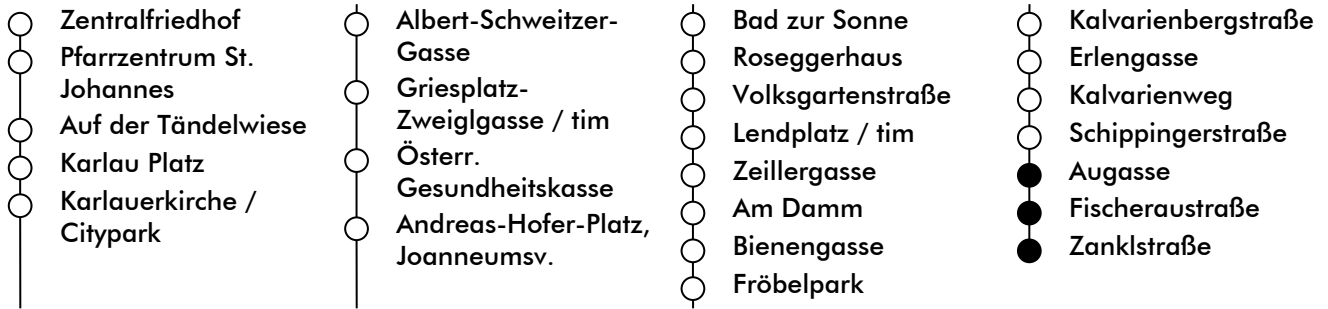 Zentralfriedhof
Pfarrzentrum St.
Johannes
Auf der Tändelwiese
Karlau Platz
Karlauerkirche /
Citypark
Albert-Schweitzer-
Gasse
Griesplatz-
Zweiglgasse / tim
Österr.
Gesundheitskasse
Andreas-Hofer-Platz,
Joanneumsv.
Bad zur Sonne
Roseggerhaus
Volksgartenstraße
Lendplatz / tim
Zeillergasse
Am Damm
Bienengasse
Fröbelpark
Kalvarienbergstraße
Erlengasse
Kalvarienweg
Schippingerstraße
Augasse
Fischeraustraße
Zanklstraße